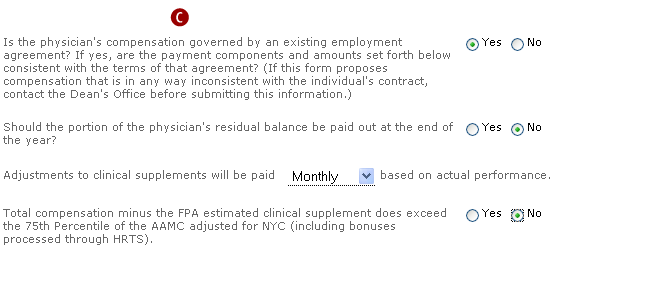 C
Is the physician's compensation governed by an existing employment
agreement? If yes, are the payment components and amounts set forth below
consistent with the terms of that agreement? (If this form proposes
compensation that is in any way inconsistent with the individual's contract,
contact the Dean's Office before submitting this information.)
Yes No
Should the portion of the physician's residual balance be paid out at the end of
the year?
Yes No
Adjustments to clinical supplements will be paid Monthly based on actual performance.
Total compensation minus the FPA estimated clinical supplement does exceed
the 75th Percentile of the AAMC adjusted for NYC (including bonuses
processed through HRTS).
Yes No